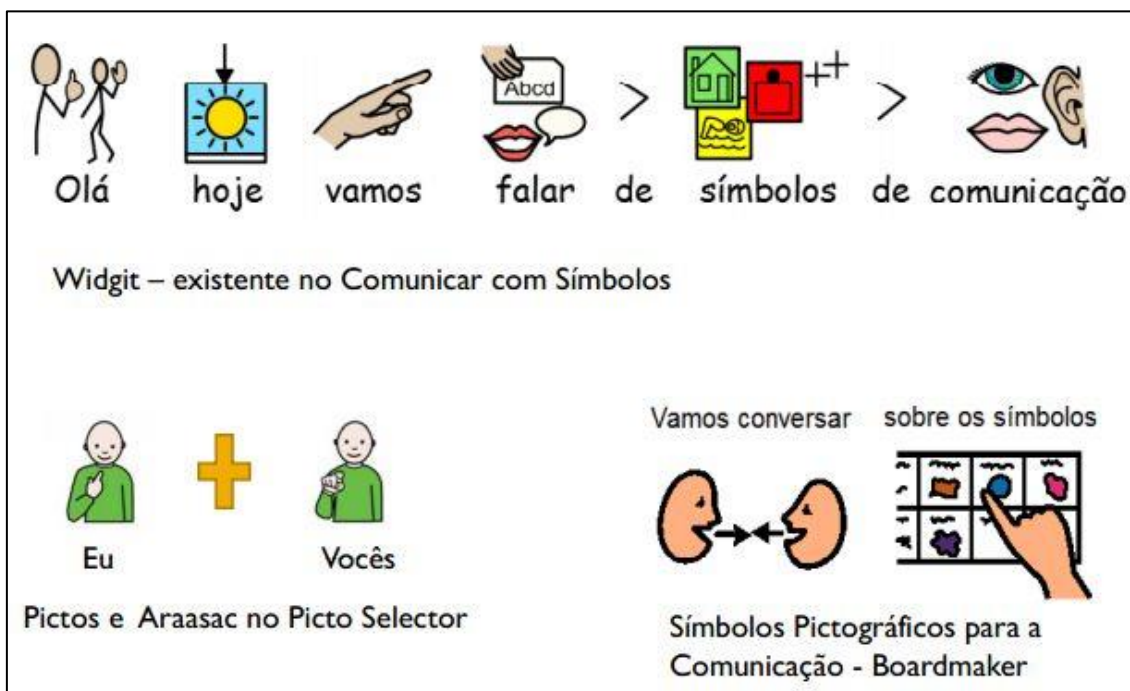 Abcd
Olá hoje vamos falar de símbolos de comunicação
Widgit – existente no Comunicar com Símbolos
Eu Vocês
Pictos e Araasac no Picto Selector
Vamos conversar sobre os símbolos
Símbolos Pictográficos para a
Comunicação - Boardmaker